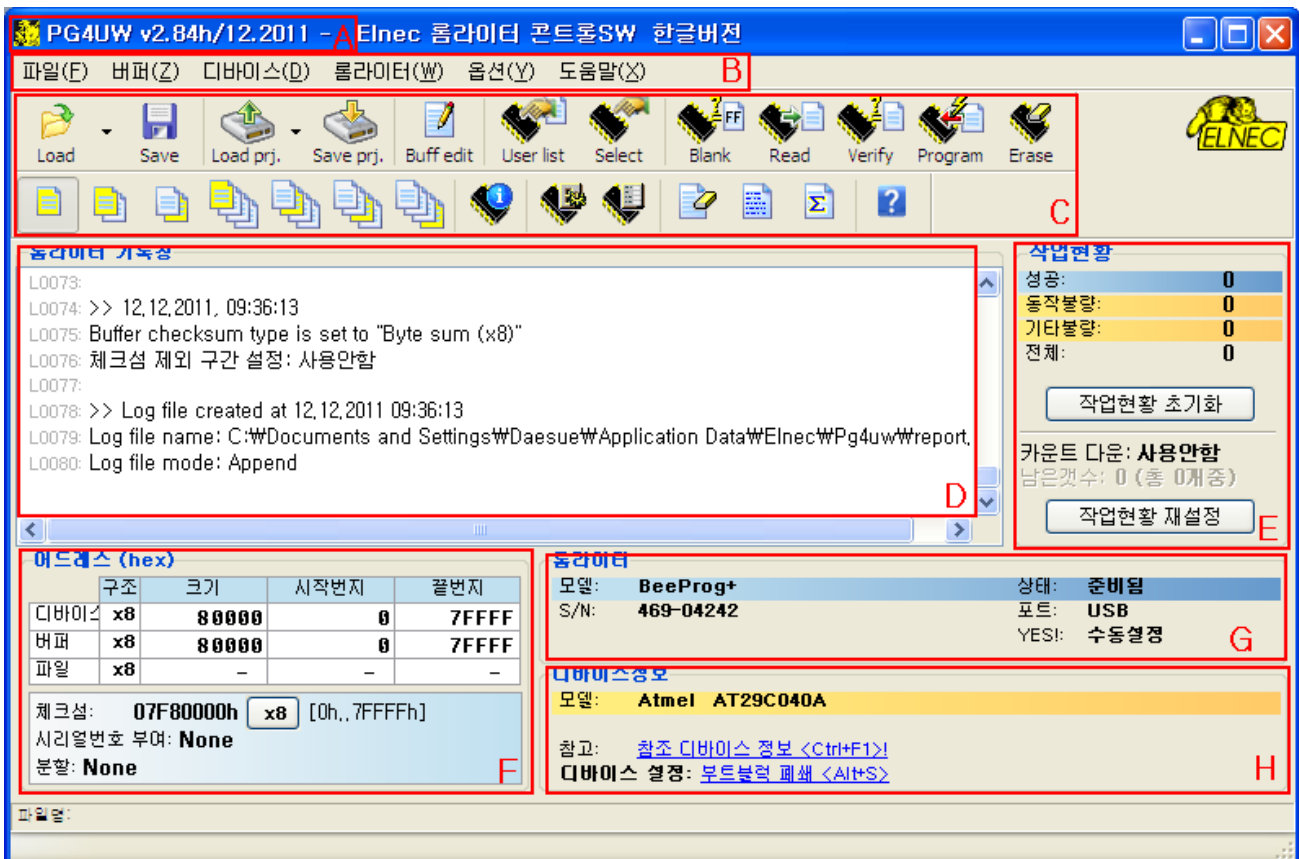 PG4UW v2.84h/12.2011 - A Elnec 롬라이터 콘트롤SW 한글버전
파일(F) 버퍼(Z) 디바이스(D) 롬라이터(W) 옵션(Y) 도움말(X) B
Load Save Load prj. Save prj. Buff edit User list Select Blank Read Verify Program Erase
ELNEC
C
롬라이터 기록창
L0073:
L0074: >> 12.12.2011, 09:36:13
L0075: Buffer checksum type is set to "Byte sum (x8)"
L0076: 체크섬 제외 구간 설정: 사용안함
L0077:
L0078: >> Log file created at 12.12.2011 09:36:13
L0079: Log file name: C:₩Documents and Settings₩Daesue₩Application Data₩Elnec₩Pg4uw₩report.
L0080: Log file mode: Append
D
작업현황
성공: 0
동작불량: 0
기타불량: 0
전체: 0
작업현황 초기화
카운트 다운: 사용안함
남은갯수: 0 (총 0개중)
작업현황 재설정
E
어드레스 (hex)
구조 크기 시작번지 끝번지
디바이스 x8 80000 0 7FFFF
버퍼 x8 80000 0 7FFFF
파일 x8 - - -
체크섬: 07F80000h x8 [0h..7FFFFh]
시리얼번호 부여: None
분할: None
F
롬라이터
모델: BeeProg+ 상태: 준비됨
S/N: 469-04242 포트: USB
YES!: 수동설정
G
디바이스정보
모델: Atmel AT29C040A
참고: 참조 디바이스 정보 <Ctrl+F1>!
디바이스 설정: 부트블럭 폐쇄 <Alt+S>
H
파일명: